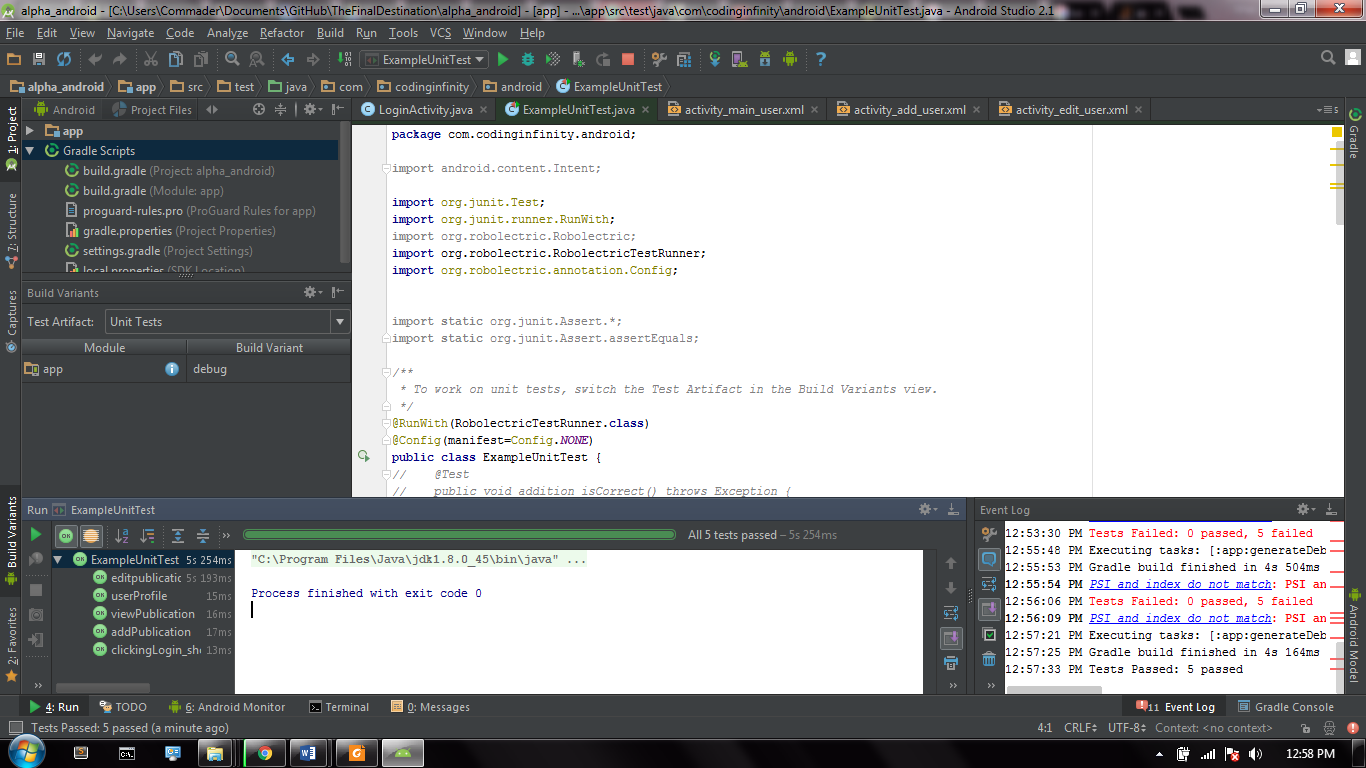 alpha_android - [C:\Users\Commader\Documents\GitHub\TheFinalDestination\alpha_android] - [app] - ...\app\src\test\java\com\codinginfinity\android\ExampleUnitTest.java - Android Studio 2.1
File Edit View Navigate Code Analyze Refactor Build Run Tools VCS Window Help
ExampleUnitTest
alpha_android app src test java com codinginfinity android ExampleUnitTest
1: Project
7: Structure
Captures
Build Variants
2: Favorites
Android Project Files
app
Gradle Scripts
build.gradle (Project: alpha_android)
build.gradle (Module: app)
proguard-rules.pro (ProGuard Rules for app)
gradle.properties (Project Properties)
settings.gradle (Project Settings)
local.properties (SDK Location)
Build Variants
Test Artifact: Unit Tests
Module Build Variant
app debug
LoginActivity.java ExampleUnitTest.java activity_main_user.xml activity_add_user.xml activity_edit_user.xml
package com.codinginfinity.android;
import android.content.Intent;
import org.junit.Test;
import org.junit.runner.RunWith;
import org.robolectric.Robolectric;
import org.robolectric.RobolectricTestRunner;
import org.robolectric.annotation.Config;
import static org.junit.Assert.*;
import static org.junit.Assert.assertEquals;
/**
* To work on unit tests, switch the Test Artifact in the Build Variants view.
*/
@RunWith(RobolectricTestRunner.class)
@Config(manifest=Config.NONE)
public class ExampleUnitTest {
// @Test
// public void addition_isCorrect() throws Exception {
Gradle
Android Model
Run ExampleUnitTest
All 5 tests passed – 5s 254ms
ExampleUnitTest 5s 254ms
editpublicatic 5s 193ms
userProfile 15ms
viewPublication 16ms
addPublication 17ms
clickingLogin_sho 13ms
"C:\Program Files\Java\jdk1.8.0_45\bin\java" ...
Process finished with exit code 0
Event Log
12:53:30 PM Tests Failed: 0 passed, 5 failed
12:55:48 PM Executing tasks: [:app:generateDeb
12:55:53 PM Gradle build finished in 4s 504ms
12:55:54 PM PSI and index do not match: PSI an
12:56:06 PM Tests Failed: 0 passed, 5 failed
12:56:09 PM PSI and index do not match: PSI an
12:57:21 PM Executing tasks: [:app:generateDeb
12:57:25 PM Gradle build finished in 4s 164ms
12:57:33 PM Tests Passed: 5 passed
4: Run TODO 6: Android Monitor Terminal 0: Messages 11 Event Log Gradle Console
Tests Passed: 5 passed (a minute ago) 4:1 CRLF UTF-8 Context: <no context>
12:58 PM